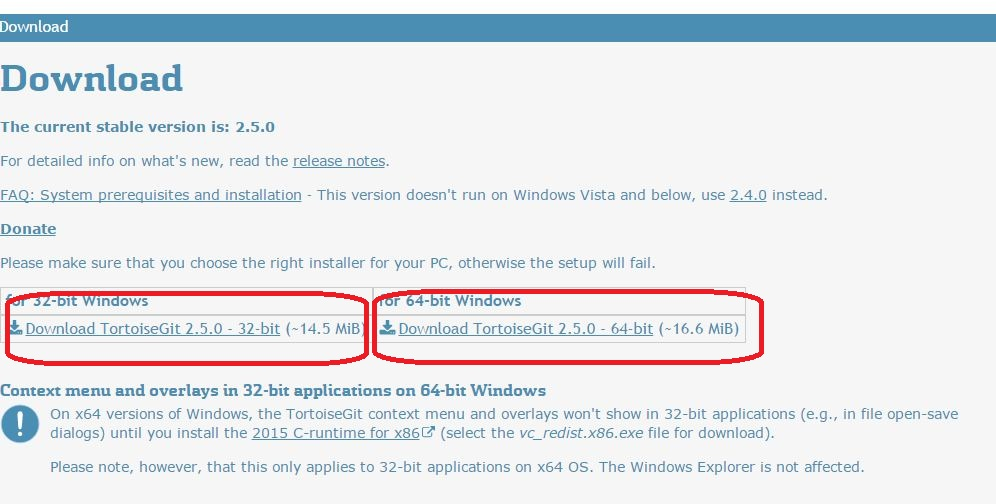 Download
Download
The current stable version is: 2.5.0
For detailed info on what's new, read the release notes.
FAQ: System prerequisites and installation - This version doesn't run on Windows Vista and below, use 2.4.0 instead.
Donate
Please make sure that you choose the right installer for your PC, otherwise the setup will fail.
for 32-bit Windows for 64-bit Windows
Download TortoiseGit 2.5.0 - 32-bit (~14.5 MiB) Download TortoiseGit 2.5.0 - 64-bit (~16.6 MiB)
Context menu and overlays in 32-bit applications on 64-bit Windows
On x64 versions of Windows, the TortoiseGit context menu and overlays won't show in 32-bit applications (e.g., in file open-save
dialogs) until you install the 2015 C-runtime for x86 (select the vc_redist.x86.exe file for download).
Please note, however, that this only applies to 32-bit applications on x64 OS. The Windows Explorer is not affected.